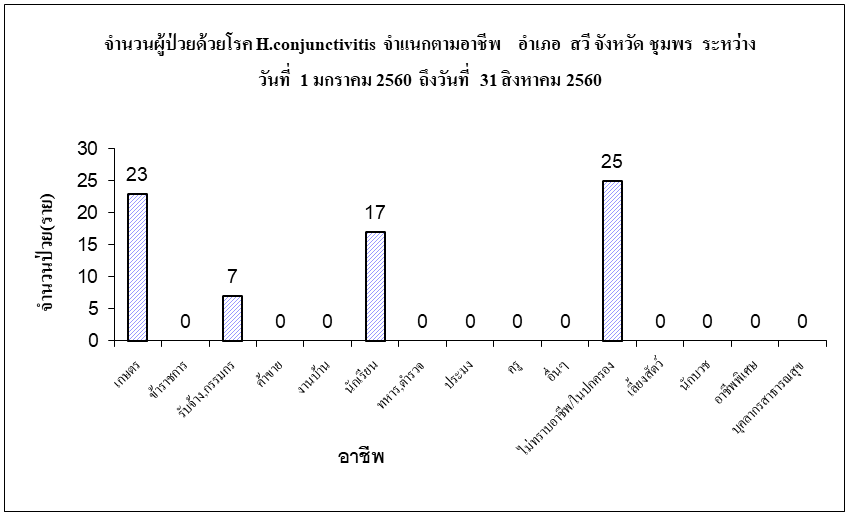 จำนวนผู้ป่วยด้วยโรค H.conjunctivitis จำแนกตามอาชีพ อำเภอ สวี จังหวัด ชุมพร ระหว่าง
วันที่ 1 มกราคม 2560 ถึงวันที่ 31 สิงหาคม 2560
จำนวนป่วย(ราย)
30
25
20
15
10
5
0
23
0
7
0
0
17
0
0
0
0
25
0
0
0
0
เกษตร
ข้าราชการ
รับจ้าง,กรรมกร
ค้าขาย
งานบ้าน
นักเรียน
ทหาร,ตำรวจ
ประมง
ครู
อื่นๆ
ไม่ทราบอาชีพ/ในปกครอง
เลี้ยงสัตว์
นักบวช
อาชีพพิเศษ
บุคลากรสาธารณสุข
อาชีพ